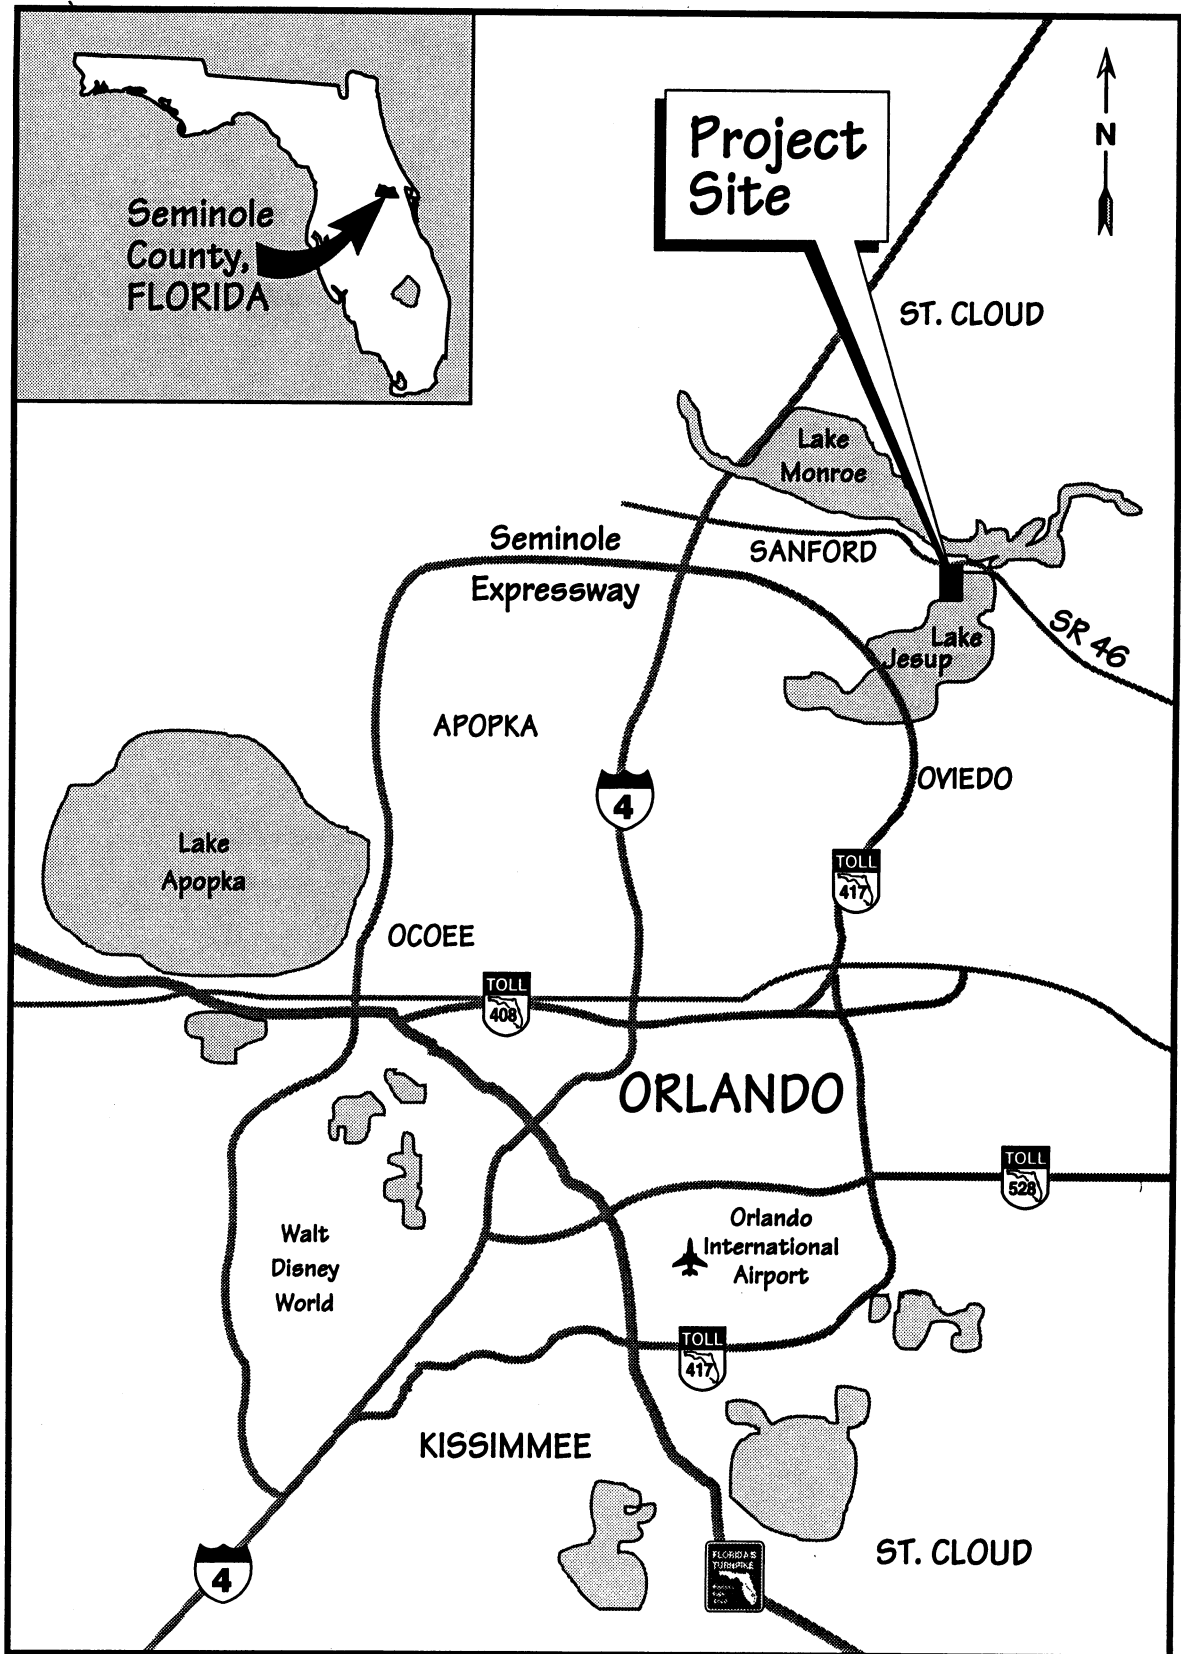 Seminole
County,
FLORIDA
Project
Site
N
ST. CLOUD
Lake
Monroe
Seminole
Expressway
SANFORD
SR 46
Lake
Jesup
APOPKA
OVIEDO
4
Lake
Apopka
TOLL
417
OCOEE
TOLL
408
ORLANDO
TOLL
528
Walt
Disney
World
Orlando
International
Airport
TOLL
417
KISSIMMEE
ST. CLOUD
4
FLORIDA'S
TURNPIKE